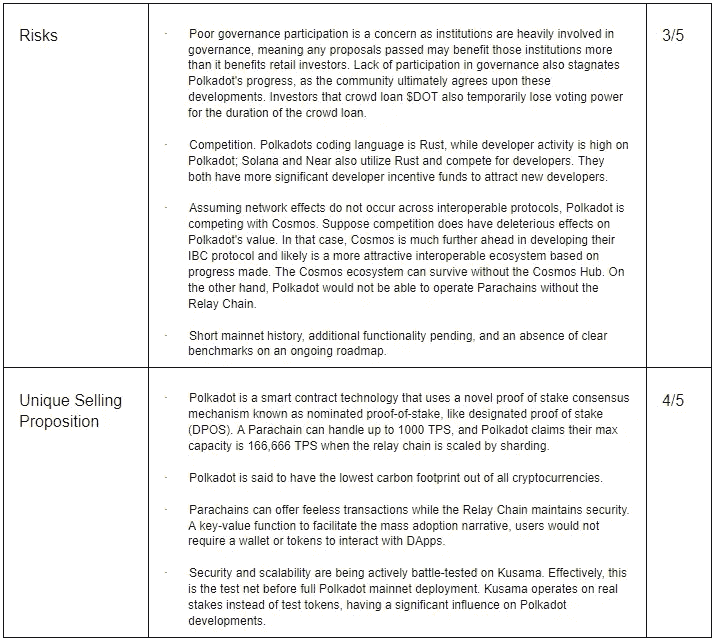 Risks
· Poor governance participation is a concern as institutions are heavily involved in
governance, meaning any proposals passed may benefit those institutions more
than it benefits retail investors. Lack of participation in governance also stagnates
Polkadot's progress, as the community ultimately agrees upon these
developments. Investors that crowd loan $DOT also temporarily lose voting power
for the duration of the crowd loan.
· Competition. Polkadots coding language is Rust, while developer activity is high on
Polkadot; Solana and Near also utilize Rust and compete for developers. They
both have more significant developer incentive funds to attract new developers.
· Assuming network effects do not occur across interoperable protocols, Polkadot is
competing with Cosmos. Suppose competition does have deleterious effects on
Polkadot's value. In that case, Cosmos is much further ahead in developing their
IBC protocol and likely is a more attractive interoperable ecosystem based on
progress made. The Cosmos ecosystem can survive without the Cosmos Hub. On
the other hand, Polkadot would not be able to operate Parachains without the
Relay Chain.
· Short mainnet history, additional functionality pending, and an absence of clear
benchmarks on an ongoing roadmap.
3/5
Unique Selling
Proposition
· Polkadot is a smart contract technology that uses a novel proof of stake consensus
mechanism known as nominated proof-of-stake, like designated proof of stake
(DPOS). A Parachain can handle up to 1000 TPS, and Polkadot claims their max
capacity is 166,666 TPS when the relay chain is scaled by sharding.
· Polkadot is said to have the lowest carbon footprint out of all cryptocurrencies.
· Parachains can offer feeless transactions while the Relay Chain maintains security.
A key-value function to facilitate the mass adoption narrative, users would not
require a wallet or tokens to interact with DApps.
· Security and scalability are being actively battle-tested on Kusama. Effectively, this
is the test net before full Polkadot mainnet deployment. Kusama operates on real
stakes instead of test tokens, having a significant influence on Polkadot
developments.
4/5